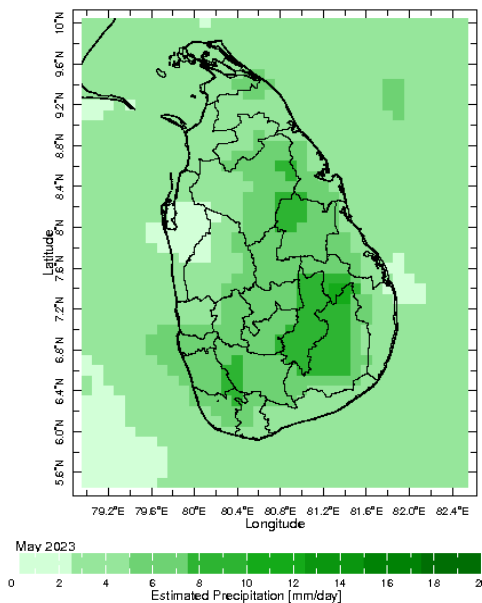 10°N
9.6°N
9.2°N
8.8°N
8.4°N
8°N
7.6°N
7.2°N
6.8°N
6.4°N
6.0°N
5.6°N
Latitude
79.2°E 79.6°E 80°E 80.4°E 80.8°E 81.2°E 81.6°E 82.0°E 82.4°E
Longitude
May 2023
0 2 4 6 8 10 12 14 16 18 20
Estimated Precipitation [mm/day]